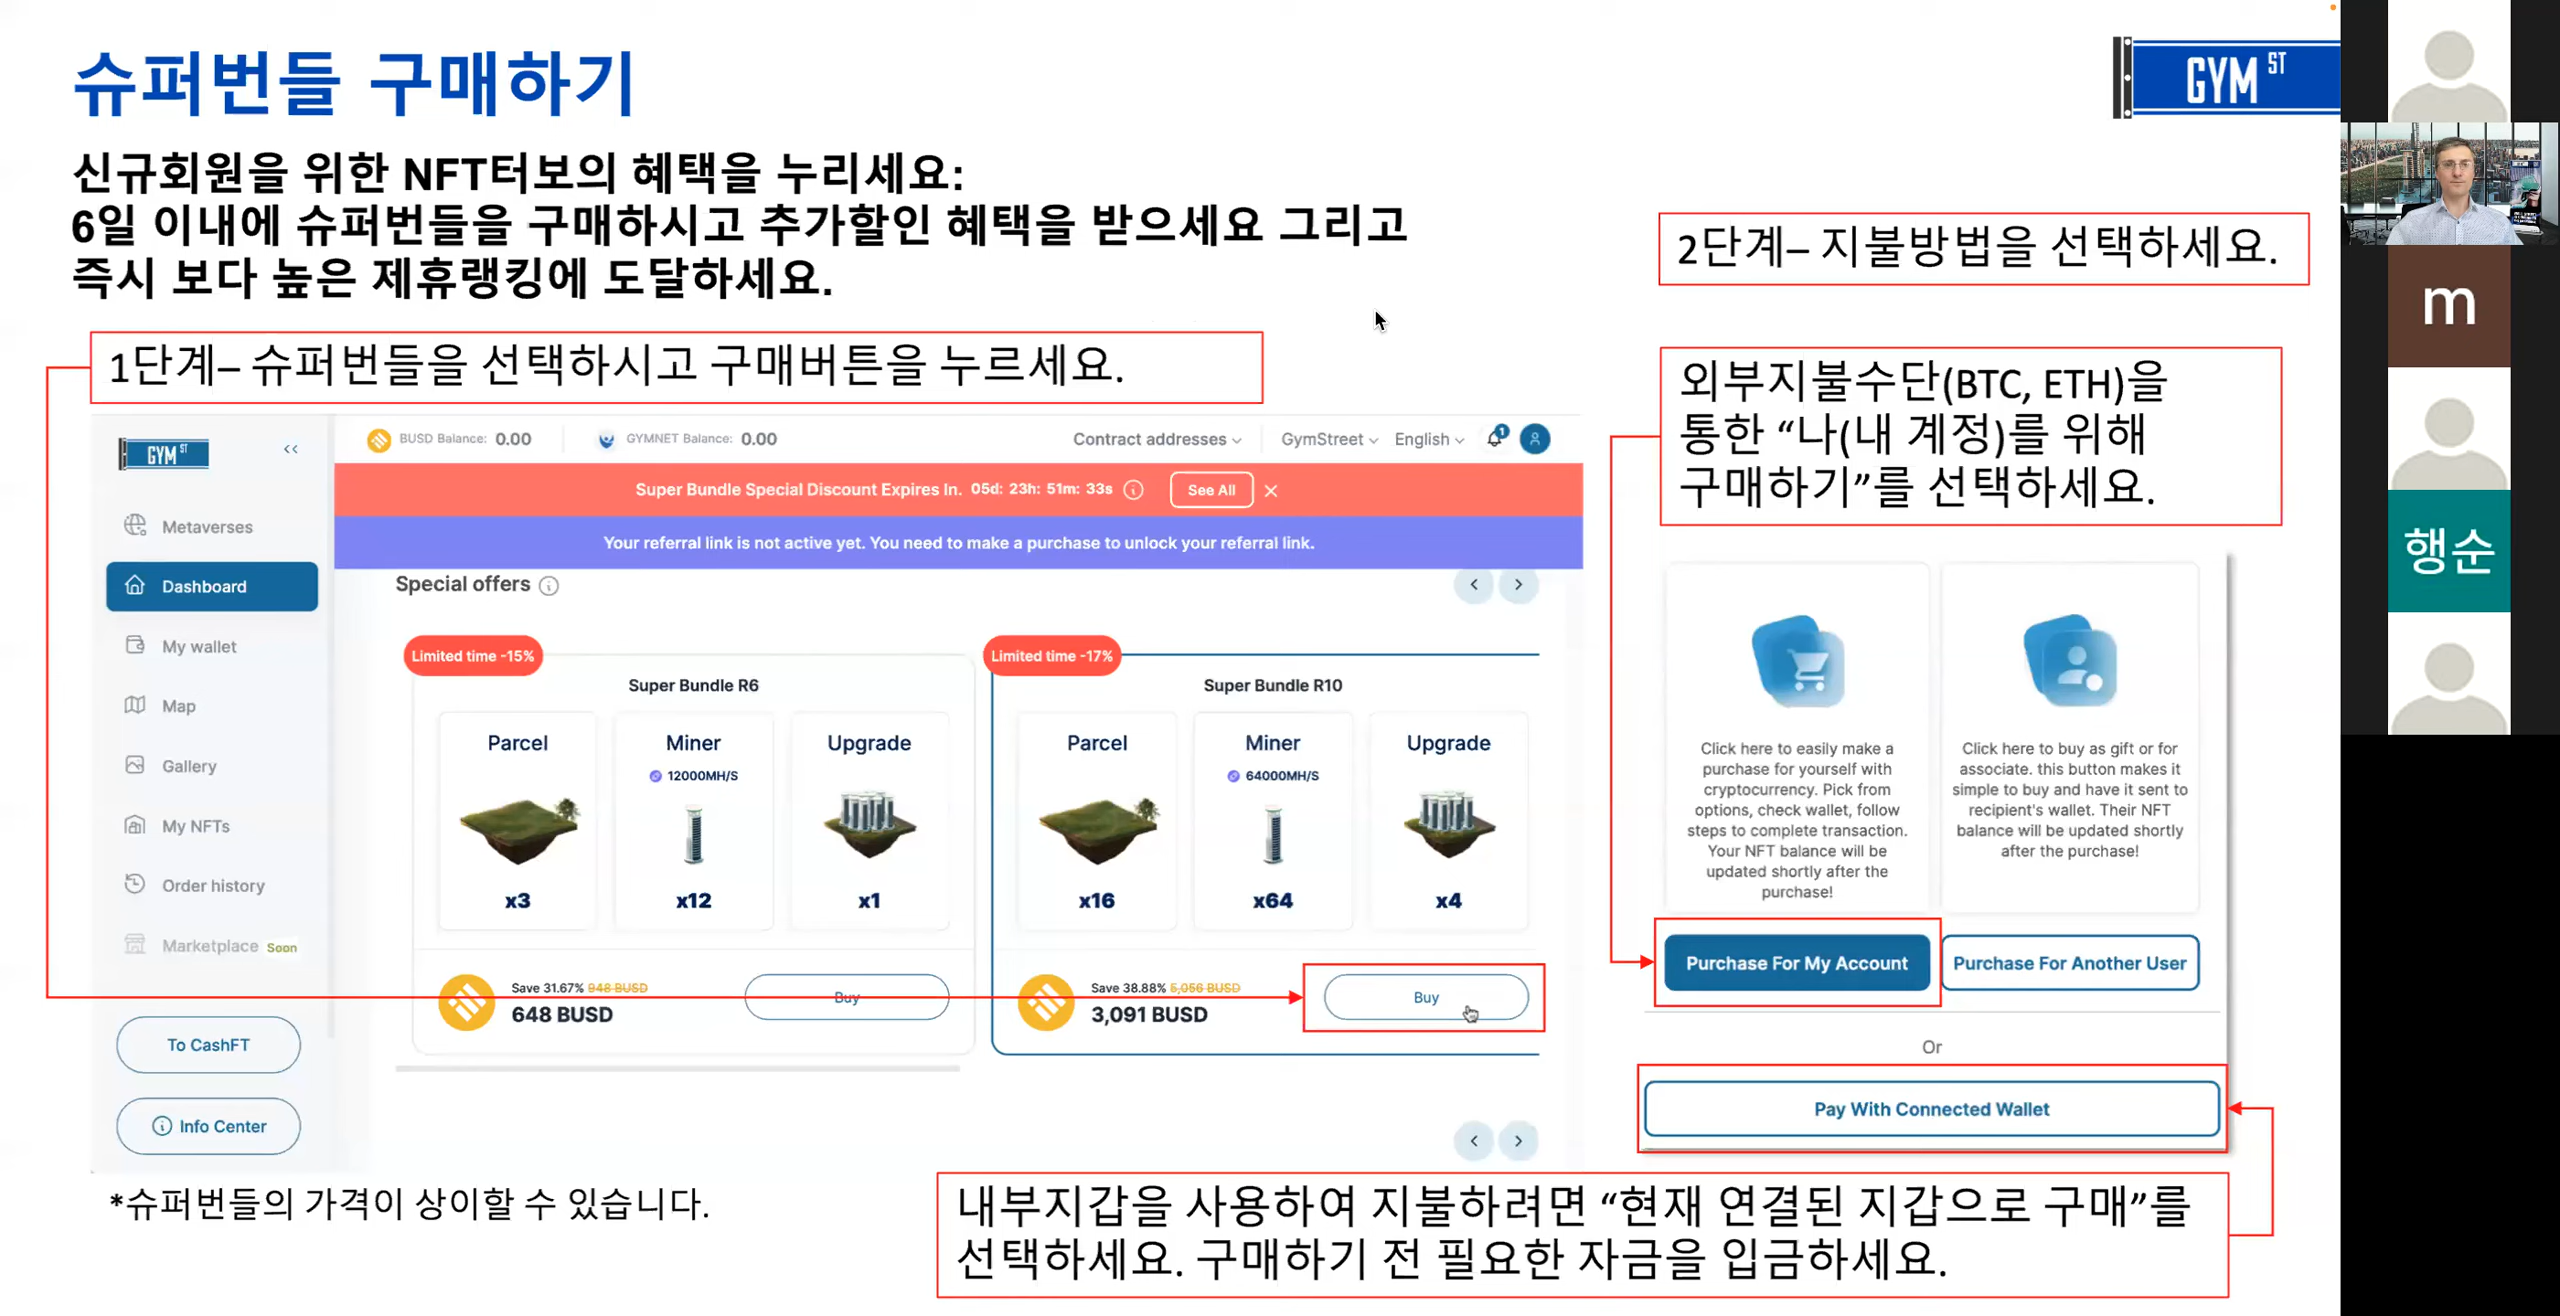 슈퍼번들 구매하기
GYM ST
신규회원을 위한 NFT터보의 혜택을 누리세요:
6일 이내에 슈퍼번들을 구매하시고 추가할인 혜택을 받으세요 그리고
즉시 보다 높은 제휴랭킹에 도달하세요.
1단계– 슈퍼번들을 선택하시고 구매버튼을 누르세요.
GYM ST
<<
BUSD Balance: 0.00
GYMNET Balance: 0.00
Contract addresses
GymStreet
English
1
Super Bundle Special Discount Expires In. 05d: 23h: 51m: 33s
See All
Your referral link is not active yet. You need to make a purchase to unlock your referral link.
Metaverses
Dashboard
My wallet
Map
Gallery
My NFTs
Order history
Marketplace Soon
To CashFT
Info Center
Special offers
Limited time -15%
Super Bundle R6
Parcel
x3
Miner
12000MH/S
x12
Upgrade
x1
Save 31.67% 948 BUSD
648 BUSD
Buy
Limited time -17%
Super Bundle R10
Parcel
x16
Miner
64000MH/S
x64
Upgrade
x4
Save 38.88% 5,056 BUSD
3,091 BUSD
Buy
*슈퍼번들의 가격이 상이할 수 있습니다.
2단계– 지불방법을 선택하세요.
외부지불수단(BTC, ETH)을
통한 “나(내 계정)를 위해
구매하기”를 선택하세요.
Click here to easily make a
purchase for yourself with
cryptocurrency. Pick from
options, check wallet, follow
steps to complete transaction.
Your NFT balance will be
updated shortly after the
purchase!
Click here to buy as gift or for
associate. this button makes it
simple to buy and have it sent to
recipient's wallet. Their NFT
balance will be updated shortly
after the purchase!
Purchase For My Account
Purchase For Another User
Or
Pay With Connected Wallet
내부지갑을 사용하여 지불하려면 “현재 연결된 지갑으로 구매”를
선택하세요. 구매하기 전 필요한 자금을 입금하세요.
m
행순